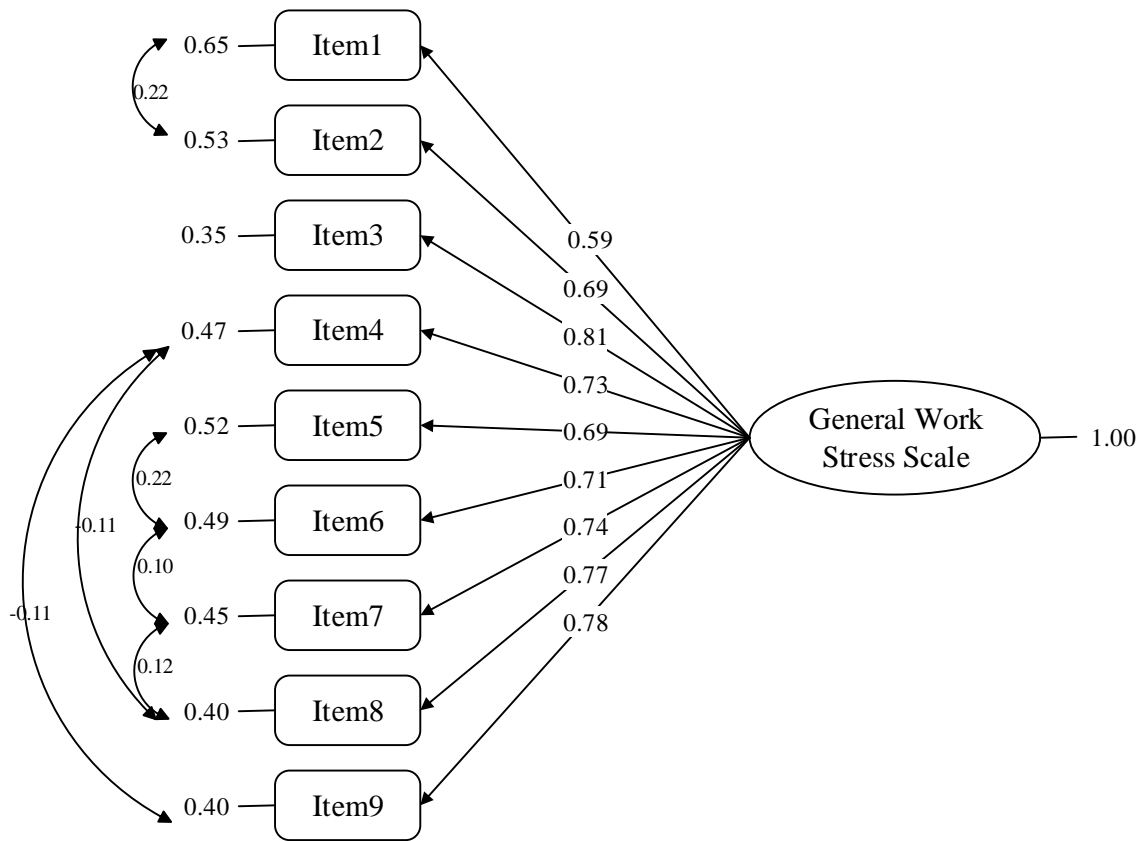 0.65 Item1
0.22
0.53 Item2
0.35 Item3
0.59
0.69
0.47 Item4
0.81
0.73
0.52 Item5
0.69
General Work
Stress Scale
1.00
0.22
0.71
0.49 Item6
-0.11
0.74
0.10
0.77
0.45 Item7
-0.11
0.78
0.12
0.40 Item8
0.40 Item9